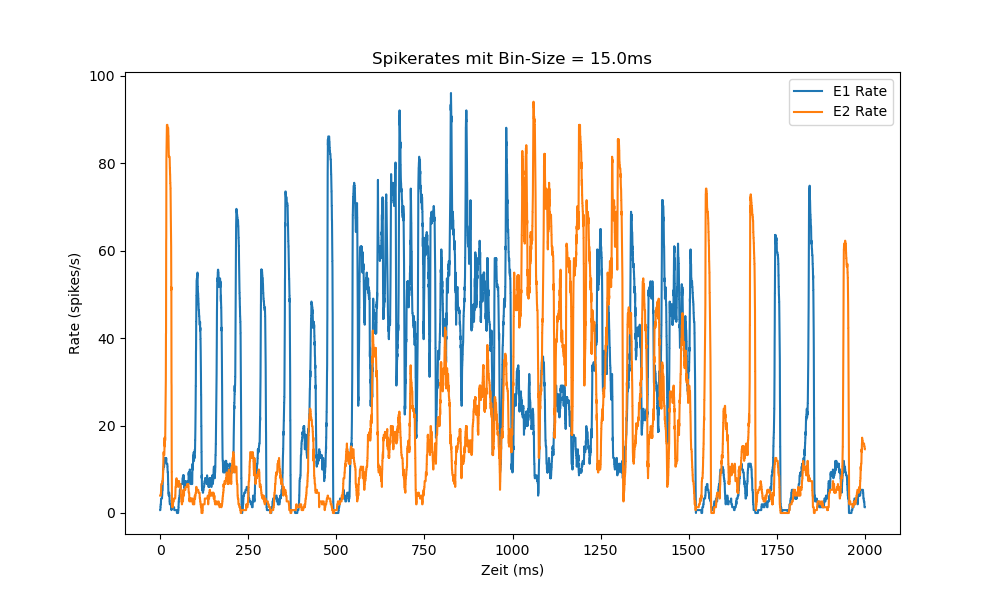 Spikerates mit Bin-Size = 15.0ms
E1 Rate
E2 Rate
Rate (spikes/s)
100
80
60
40
20
0
0 250 500 750 1000 1250 1500 1750 2000
Zeit (ms)